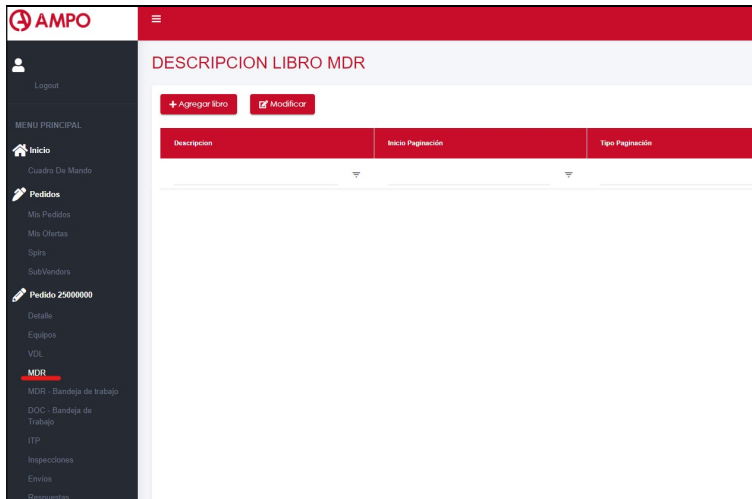 AMPO
Logout
MENU PRINCIPAL
Inicio
Cuadro De Mando
Pedidos
Mis Pedidos
Mis Ofertas
Spirs
SubVendors
Pedido 25000000
Detalle
Equipos
VDL
MDR
MDR - Bandeja de trabajo
DOC - Bandeja de
Trabajo
ITP
Inspecciones
Envios
Respuestas
DESCRIPCION LIBRO MDR
+ Agregar libro Modificar
Descripcion Inicio Paginación Tipo Paginación